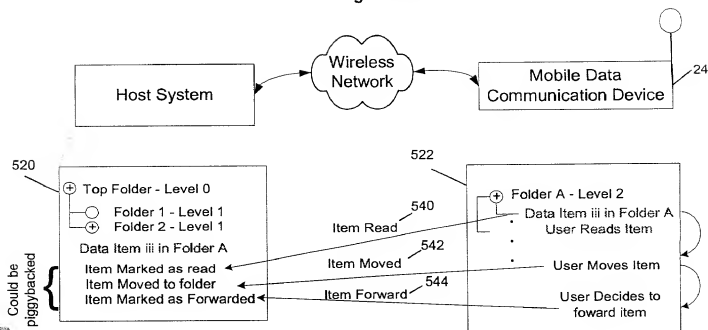 Wireless
Network
Host System
Mobile Data
Communication Device
24
520
Top Folder - Level 0
Folder 1 - Level 1
Folder 2 - Level 1
Data Item iii in Folder A
Item Marked as read
Item Moved to folder
Item Marked as Forwarded
Could be
piggybacked
Item Read
540
Item Moved
542
Item Forward
544
522
Folder A - Level 2
Data Item iii in Folder A
User Reads Item
User Moves Item
User Decides to
foward item